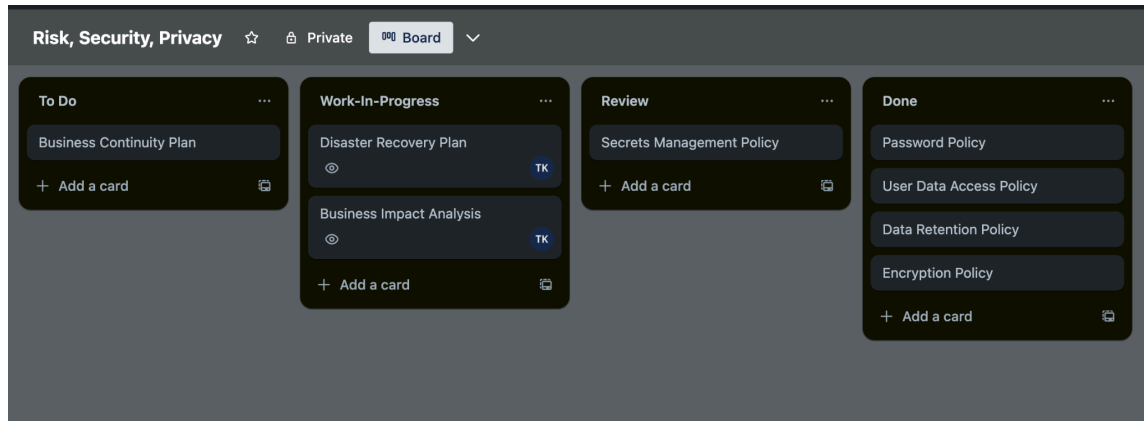 Risk, Security, Privacy Private Board
To Do
Business Continuity Plan
+ Add a card
Work-In-Progress
Disaster Recovery Plan
TK
Business Impact Analysis
TK
+ Add a card
Review
Secrets Management Policy
+ Add a card
Done
Password Policy
User Data Access Policy
Data Retention Policy
Encryption Policy
+ Add a card